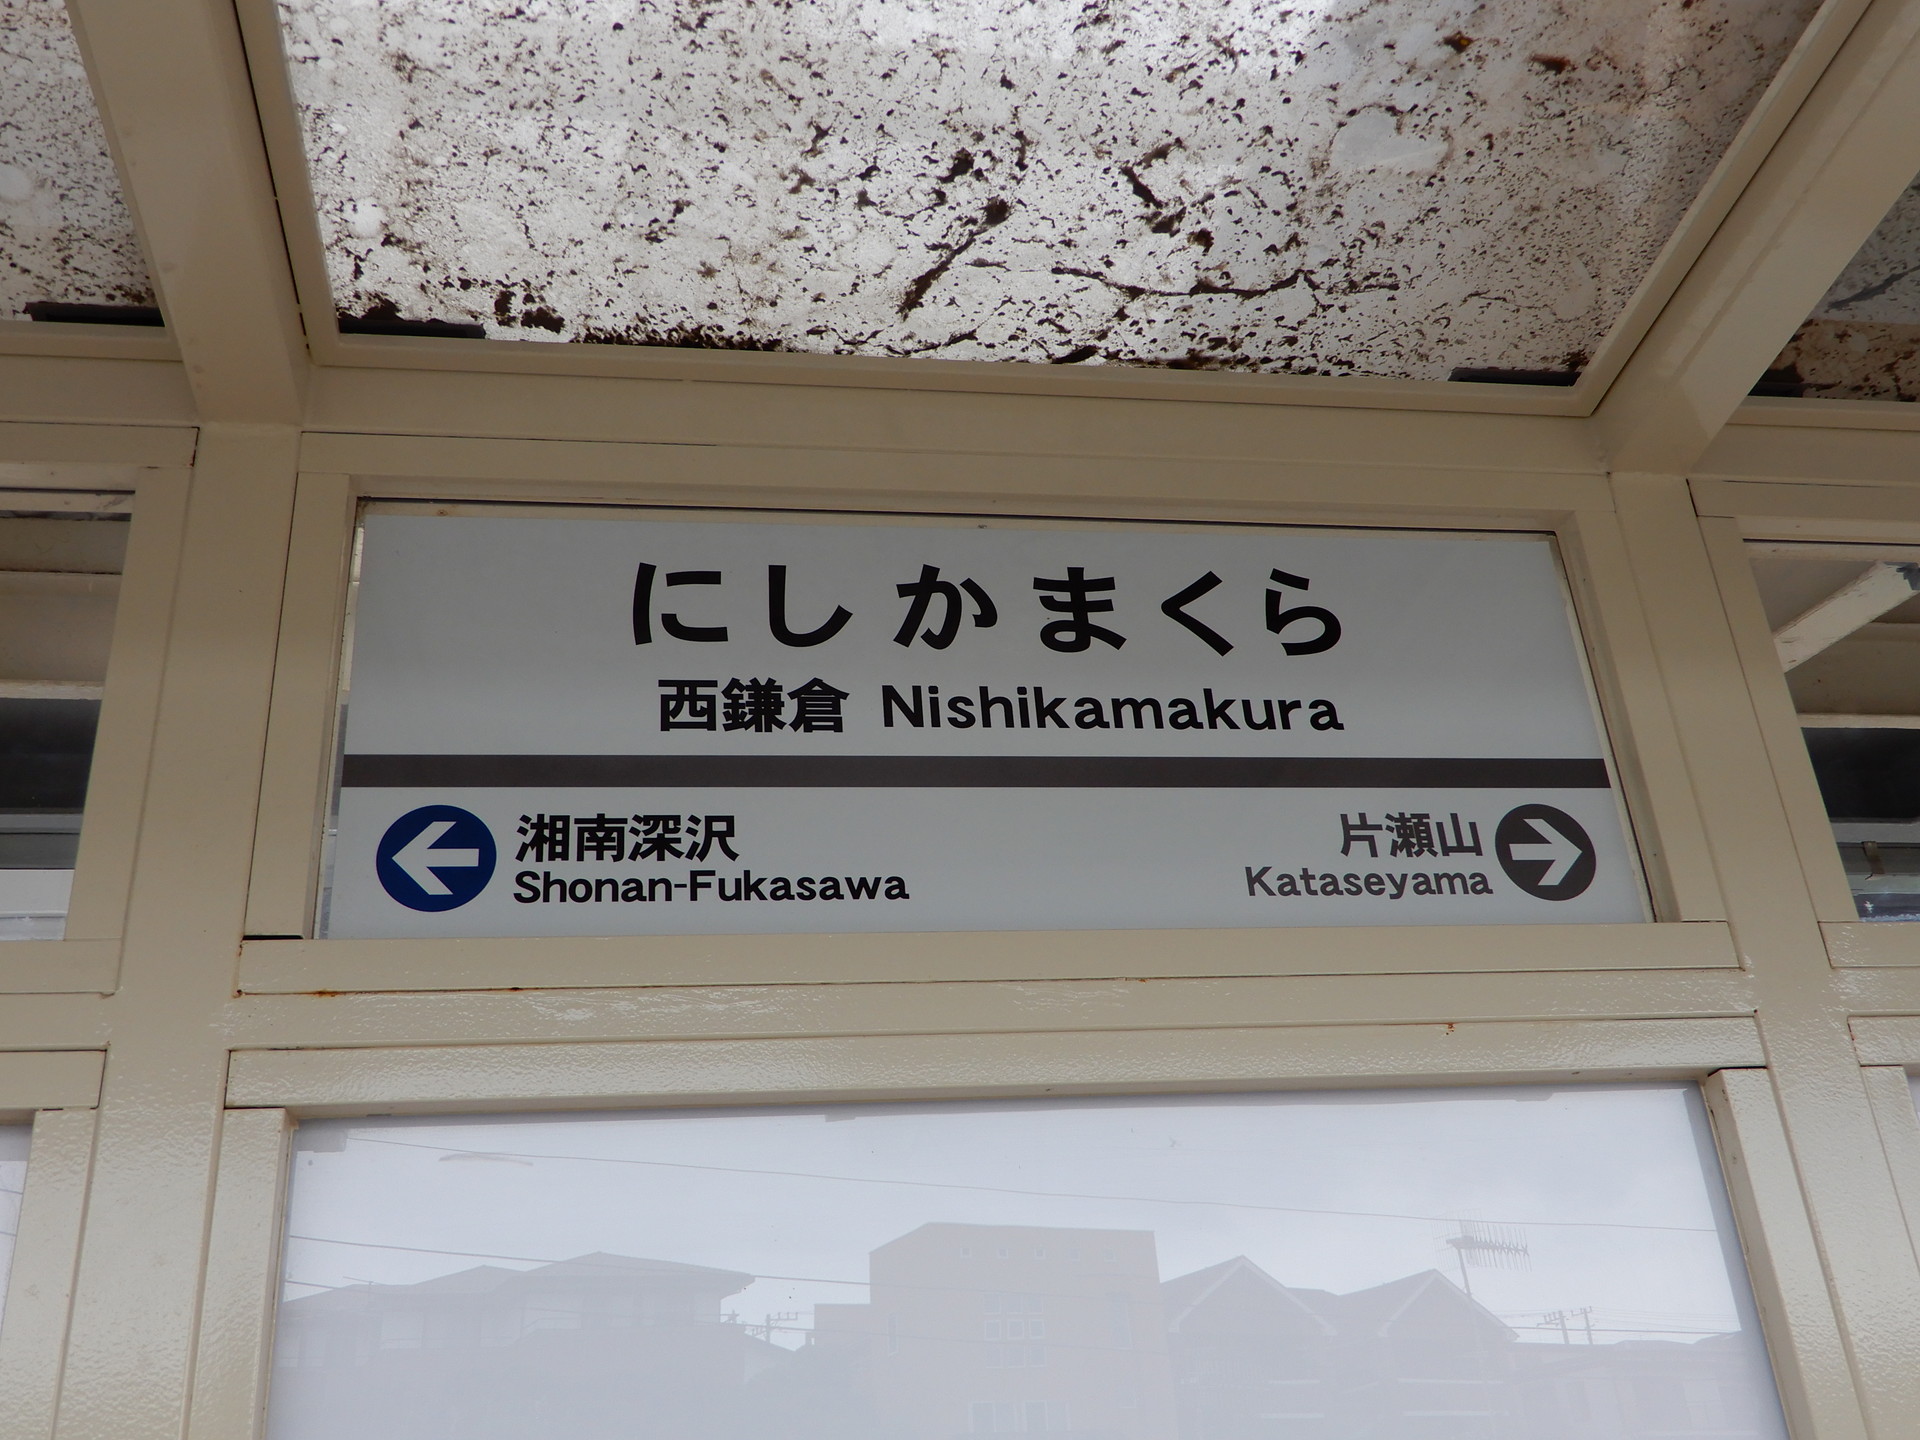 にしかまくら
西鎌倉 Nishikamakura
湘南深沢
Shonan-Fukasawa
片瀬山
Kataseyama